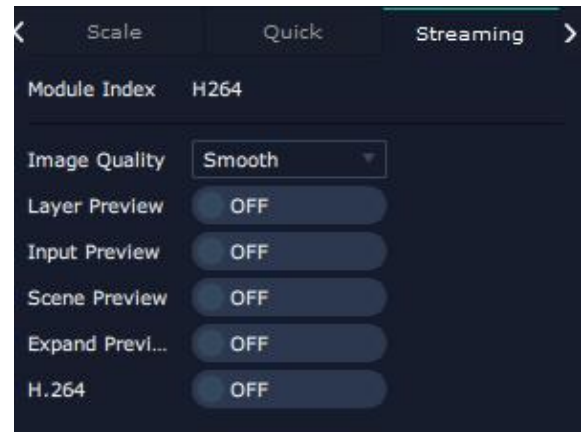 Scale Quick Streaming
Module Index H264
Image Quality Smooth
Layer Preview OFF
Input Preview OFF
Scene Preview OFF
Expand Previ... OFF
H.264 OFF